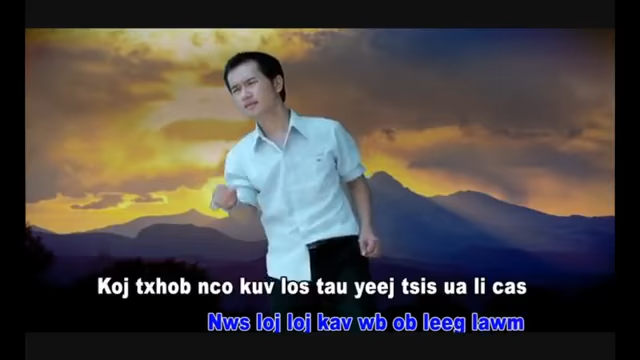 Koj txhob nco kuv los tau yeej tsis ua li cas
Nws loj loj kav wb ob leeg lawm